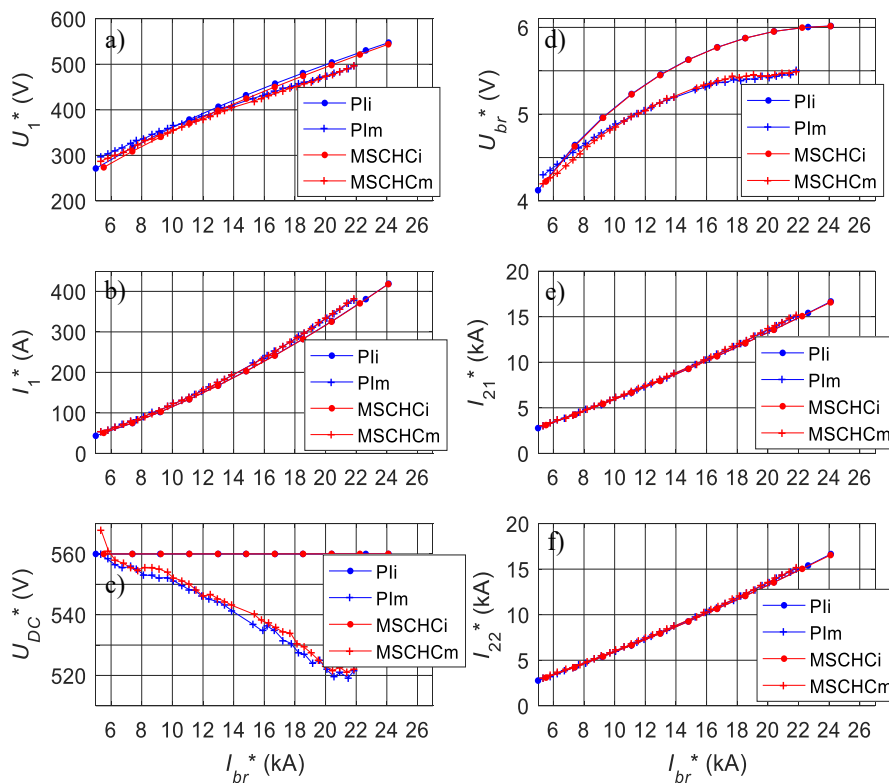 a)
600
500
400
300
200
U1* (V)
6 8 10 12 14 16 18 20 22 24 26
PIi
PIm
MSCHCi
MSCHCm
d)
6
5
4
Ubr* (V)
6 8 10 12 14 16 18 20 22 24
PIi
PIm
MSCHCi
MSCHCm
b)
400
300
200
100
0
I1* (A)
6 8 10 12 14 16 18 20 22 24 26
PIi
PIm
MSCHCi
MSCHCm
e)
20
15
10
5
0
I21* (kA)
6 8 10 12 14 16 18 20 22 24
PIi
PIm
MSCHCi
MSCHCm
c)
560
540
520
UDC* (V)
6 8 10 12 14 16 18 20 22 24 26
Ibr* (kA)
PIi
PIm
MSCHCi
MSCHCm
f)
20
15
10
5
0
I22* (kA)
6 8 10 12 14 16 18 20 22 24
Ibr* (kA)
PIi
PIm
MSCHCi
MSCHCm